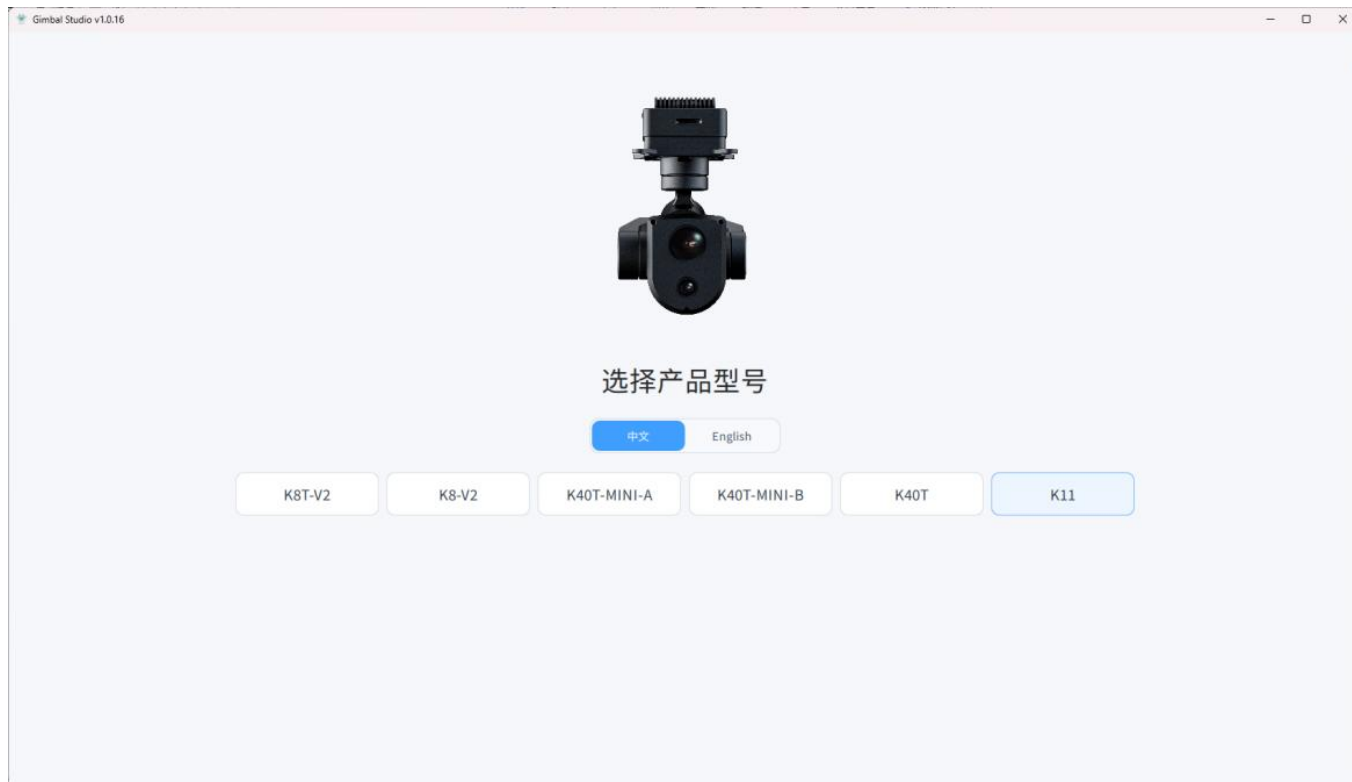 Gimbal Studio v1.0.16
选择产品型号
中文 English
K8T-V2 K8-V2 K40T-MINI-A K40T-MINI-B K40T K11